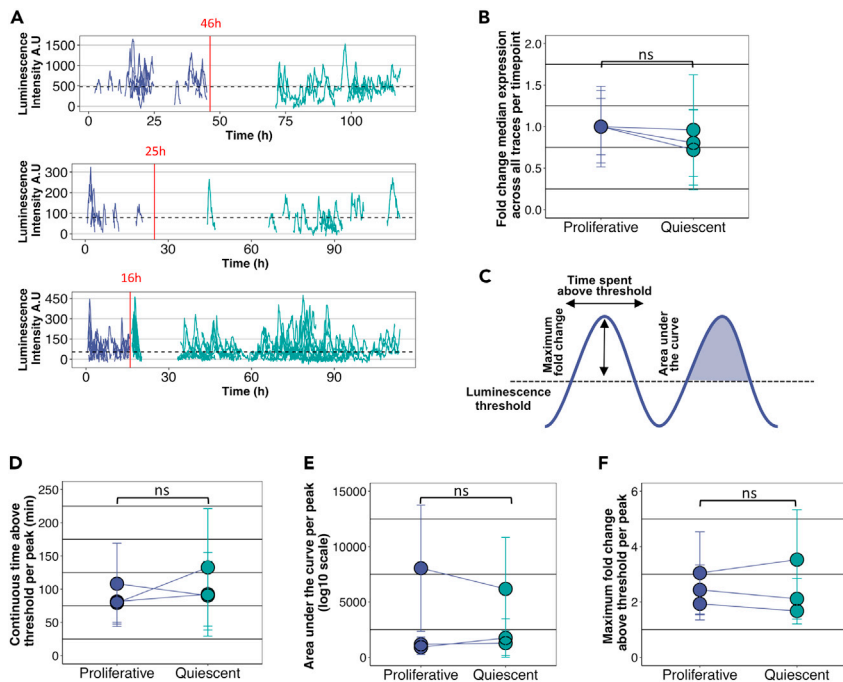 A
46h
Luminescence
Intensity A.U
1500
1000
500
0
0 25 50 75 100
Time (h)
25h
Luminescence
Intensity A.U
300
200
100
0
0 30 60 90
Time (h)
16h
Luminescence
Intensity A.U
450
300
150
0
0 30 60 90
Time (h)
B
Fold change median expression
across all traces per timepoint
2.0
1.5
1.0
0.5
0.0
ns
Proliferative Quiescent
C
Time spent
above threshold
Maximum
fold change
Area under
the curve
Luminescence
threshold
D
Continuous time above
threshold per peak (min)
250
200
150
100
50
0
ns
Proliferative Quiescent
E
Area under the curve per peak
(log10 scale)
15000
10000
5000
0
ns
Proliferative Quiescent
F
Maximum fold change
above threshold per peak
6
4
2
0
ns
Proliferative Quiescent